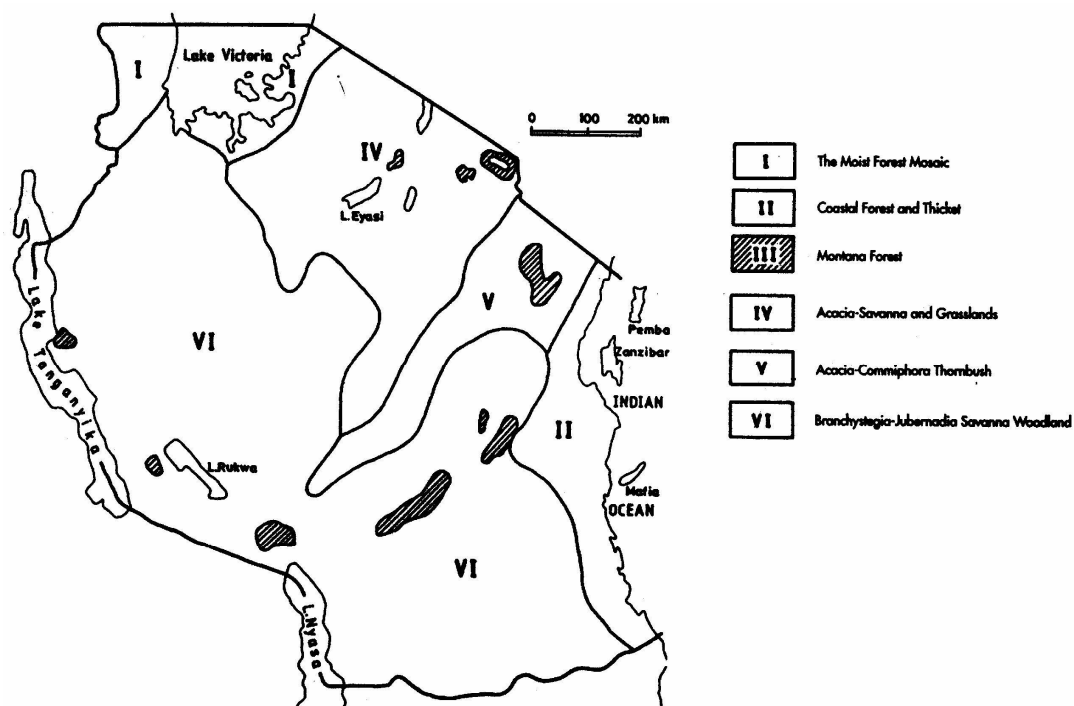 I
Lake Victoria
I
0 100 200 km
IV
L.Eyasi
V
Pemba
Zanzibar
INDIAN
II
Mafia
OCEAN
Lake Tanganyika
VI
L.Rukwa
VI
L.Nyasa
I The Moist Forest Mosaic
II Coastal Forest and Thicket
III Montana Forest
IV Acacia-Savanna and Grasslands
V Acacia-Commiphora Thornbush
VI Branchystegia-Jubernadia Savanna Woodland